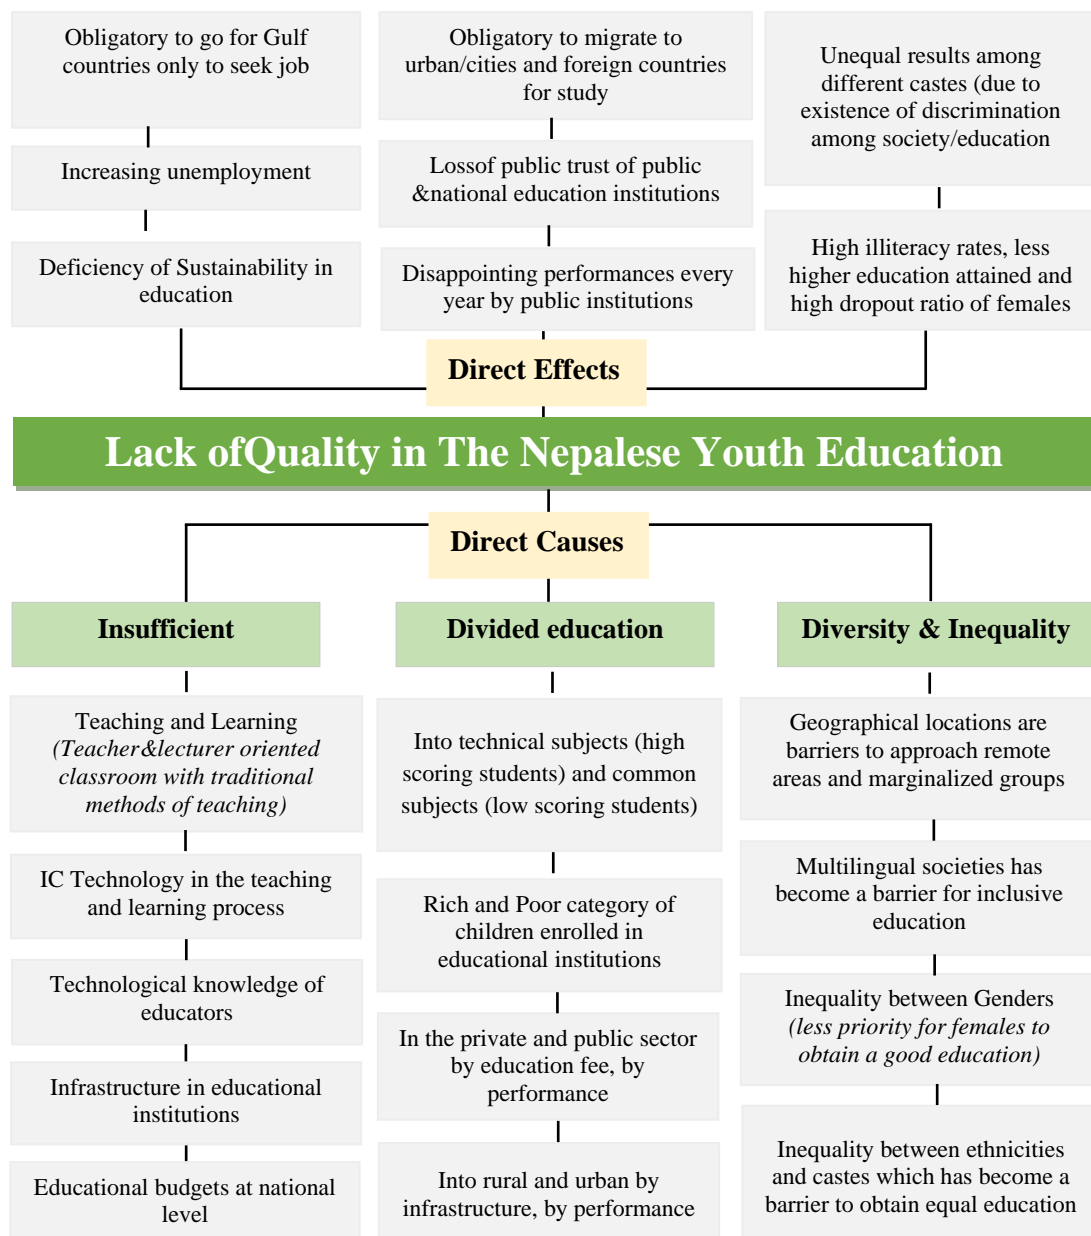 Obligatory to go for Gulf
countries only to seek job
Increasing unemployment
Deficiency of Sustainability in
education
Obligatory to migrate to
urban/cities and foreign countries
for study
Lossof public trust of public
&national education institutions
Disappointing performances every
year by public institutions
Unequal results among
different castes (due to
existence of discrimination
among society/education
High illiteracy rates, less
higher education attained and
high dropout ratio of females
Direct Effects
Lack ofQuality in The Nepalese Youth Education
Direct Causes
Insufficient
Teaching and Learning
(Teacher&lecturer oriented
classroom with traditional
methods of teaching)
IC Technology in the teaching
and learning process
Technological knowledge of
educators
Infrastructure in educational
institutions
Educational budgets at national
level
Divided education
Into technical subjects (high
scoring students) and common
subjects (low scoring students)
Rich and Poor category of
children enrolled in
educational institutions
In the private and public sector
by education fee, by
performance
Into rural and urban by
infrastructure, by performance
Diversity & Inequality
Geographical locations are
barriers to approach remote
areas and marginalized groups
Multilingual societies has
become a barrier for inclusive
education
Inequality between Genders
(less priority for females to
obtain a good education)
Inequality between ethnicities
and castes which has become a
barrier to obtain equal education